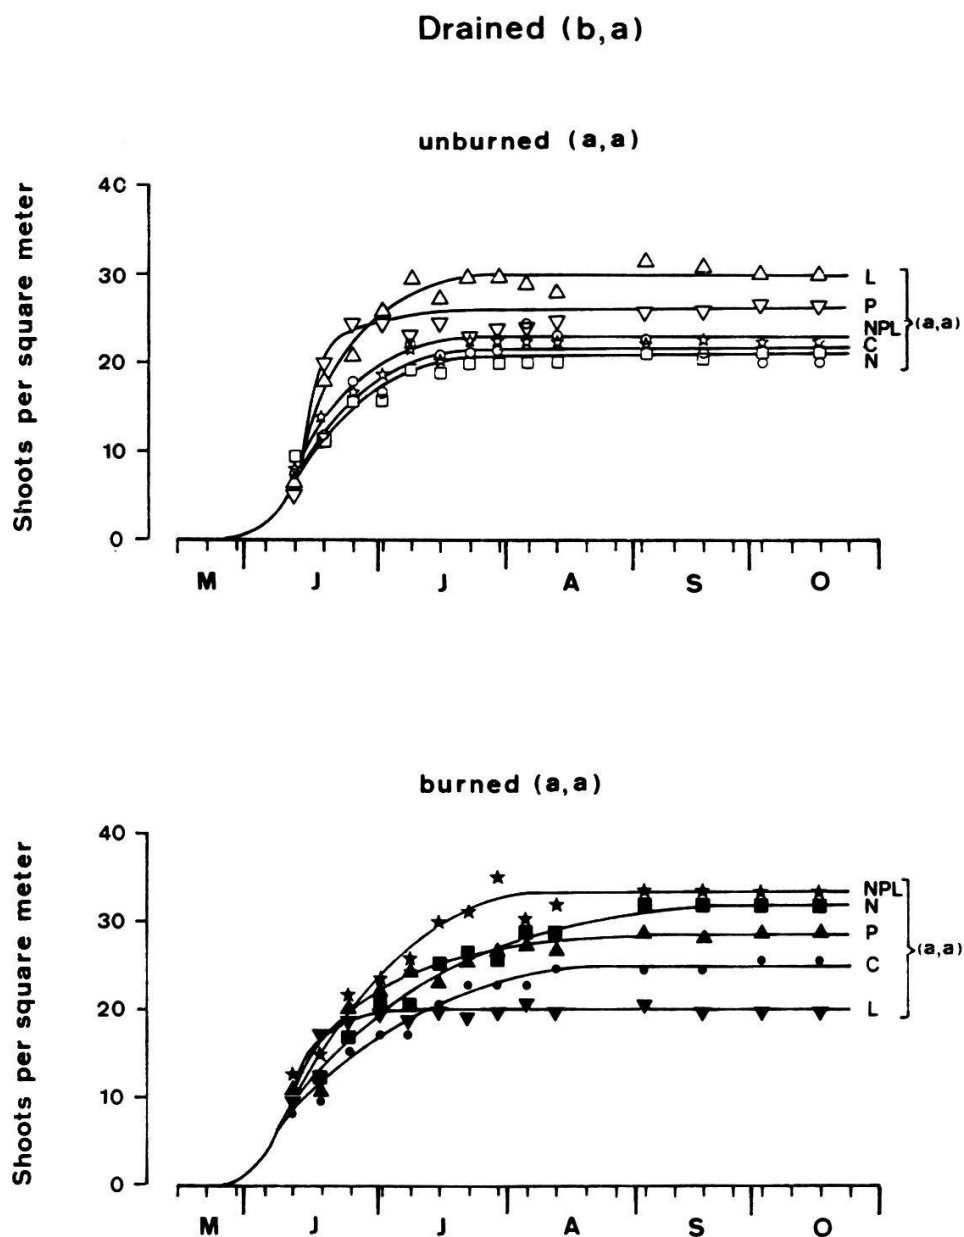 Drained (b,a)
unburned (a,a)
Shoots per square meter
40
30
20
10
0
L
P
NPL
C
N
(a,a)
M J J A S O
burned (a,a)
Shoots per square meter
40
30
20
10
0
NPL
N
P
C
L
(a,a)
M J J A S O